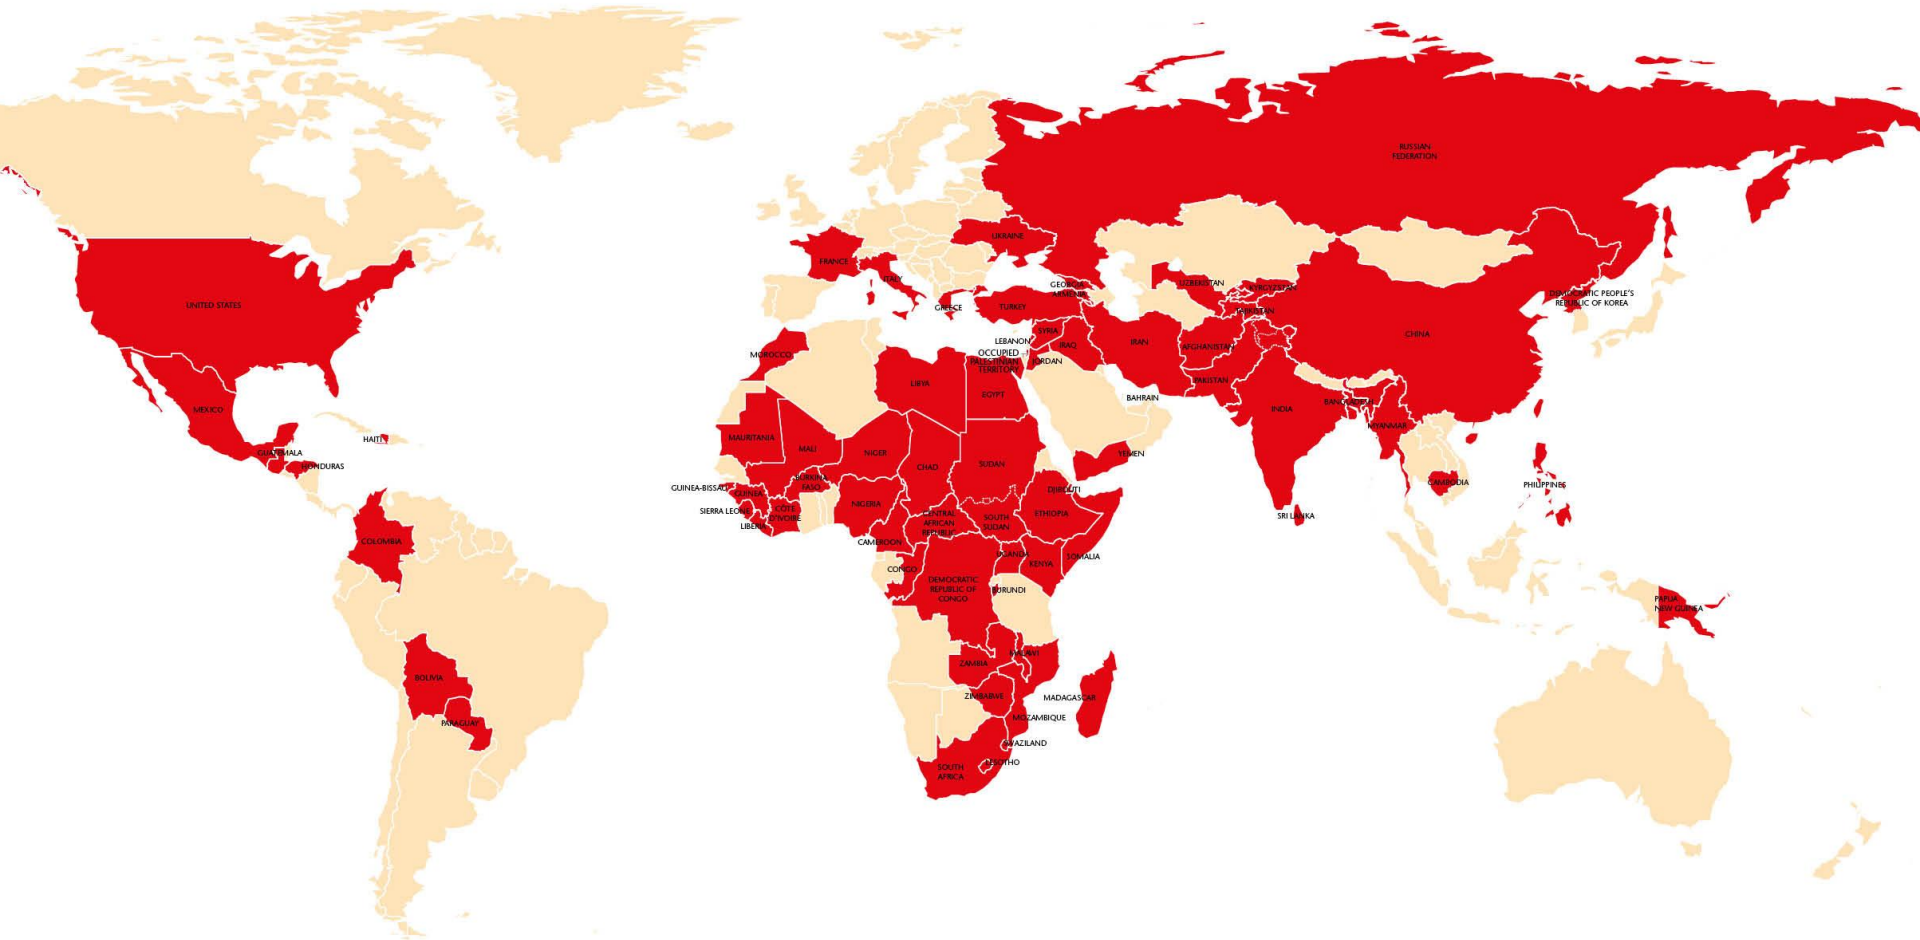 RUSSIAN
FEDERATION
UKRAINE
FRANCE
ITALY
GREECE
GEORGIA
ARMENIA
TURKEY
UZBEKISTAN
KYRGYZSTAN
TAJIKISTAN
DEMOCRATIC PEOPLE'S
REPUBLIC OF KOREA
UNITED STATES
CHINA
SYRIA
LEBANON
IRAQ
IRAN
AFGHANISTAN
OCCUPIED
PALESTINIAN
TERRITORY
JORDAN
MOROCCO
LIBYA
EGYPT
PAKISTAN
BAHRAIN
INDIA
BANGLADESH
MYANMAR
MEXICO
HAITI
GUATEMALA
HONDURAS
MAURITANIA
MALI
NIGER
CHAD
SUDAN
YEMEN
GUINEA-BISSAU
GUINEA
BURKINA
FASO
SIERRA LEONE
LIBERIA
CÔTE
D'IVOIRE
NIGERIA
CENTRAL
AFRICAN
REPUBLIC
SOUTH
SUDAN
DJIBOUTI
ETHIOPIA
CAMBODIA
PHILIPPINES
SRI LANKA
COLOMBIA
CAMEROON
CONGO
UGANDA
KENYA
SOMALIA
DEMOCRATIC
REPUBLIC OF
CONGO
BURUNDI
PAPUA
NEW GUINEA
BOLIVIA
PARAGUAY
ZAMBIA
MALAWI
ZIMBABWE
MADAGASCAR
MOZAMBIQUE
SWAZILAND
LESOTHO
SOUTH
AFRICA